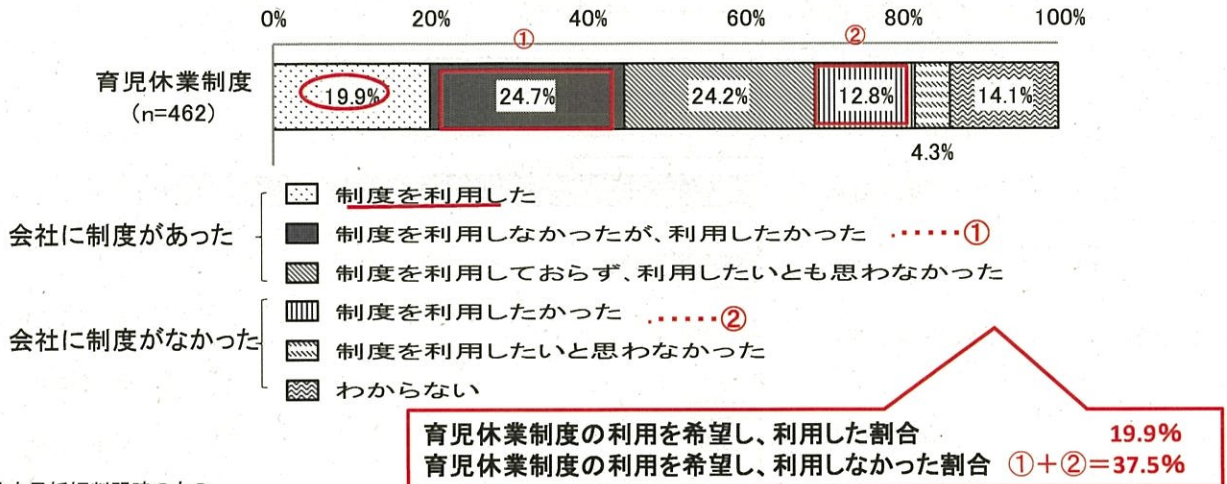 0% 20% 40% 60% 80% 100%
① ②
育児休業制度 19.9% 24.7% 24.2% 12.8% 14.1%
(n=462)
4.3%
制度を利用した
会社に制度があった
制度を利用しなかったが、利用したかった ‥‥‥①
制度を利用しておらず、利用したいとも思わなかった
制度を利用したかった ‥‥‥②
会社に制度がなかった
制度を利用したいと思わなかった
わからない
育児休業制度の利用を希望し、利用した割合 19.9%
育児休業制度の利用を希望し、利用しなかった割合 ①+②=37.5%